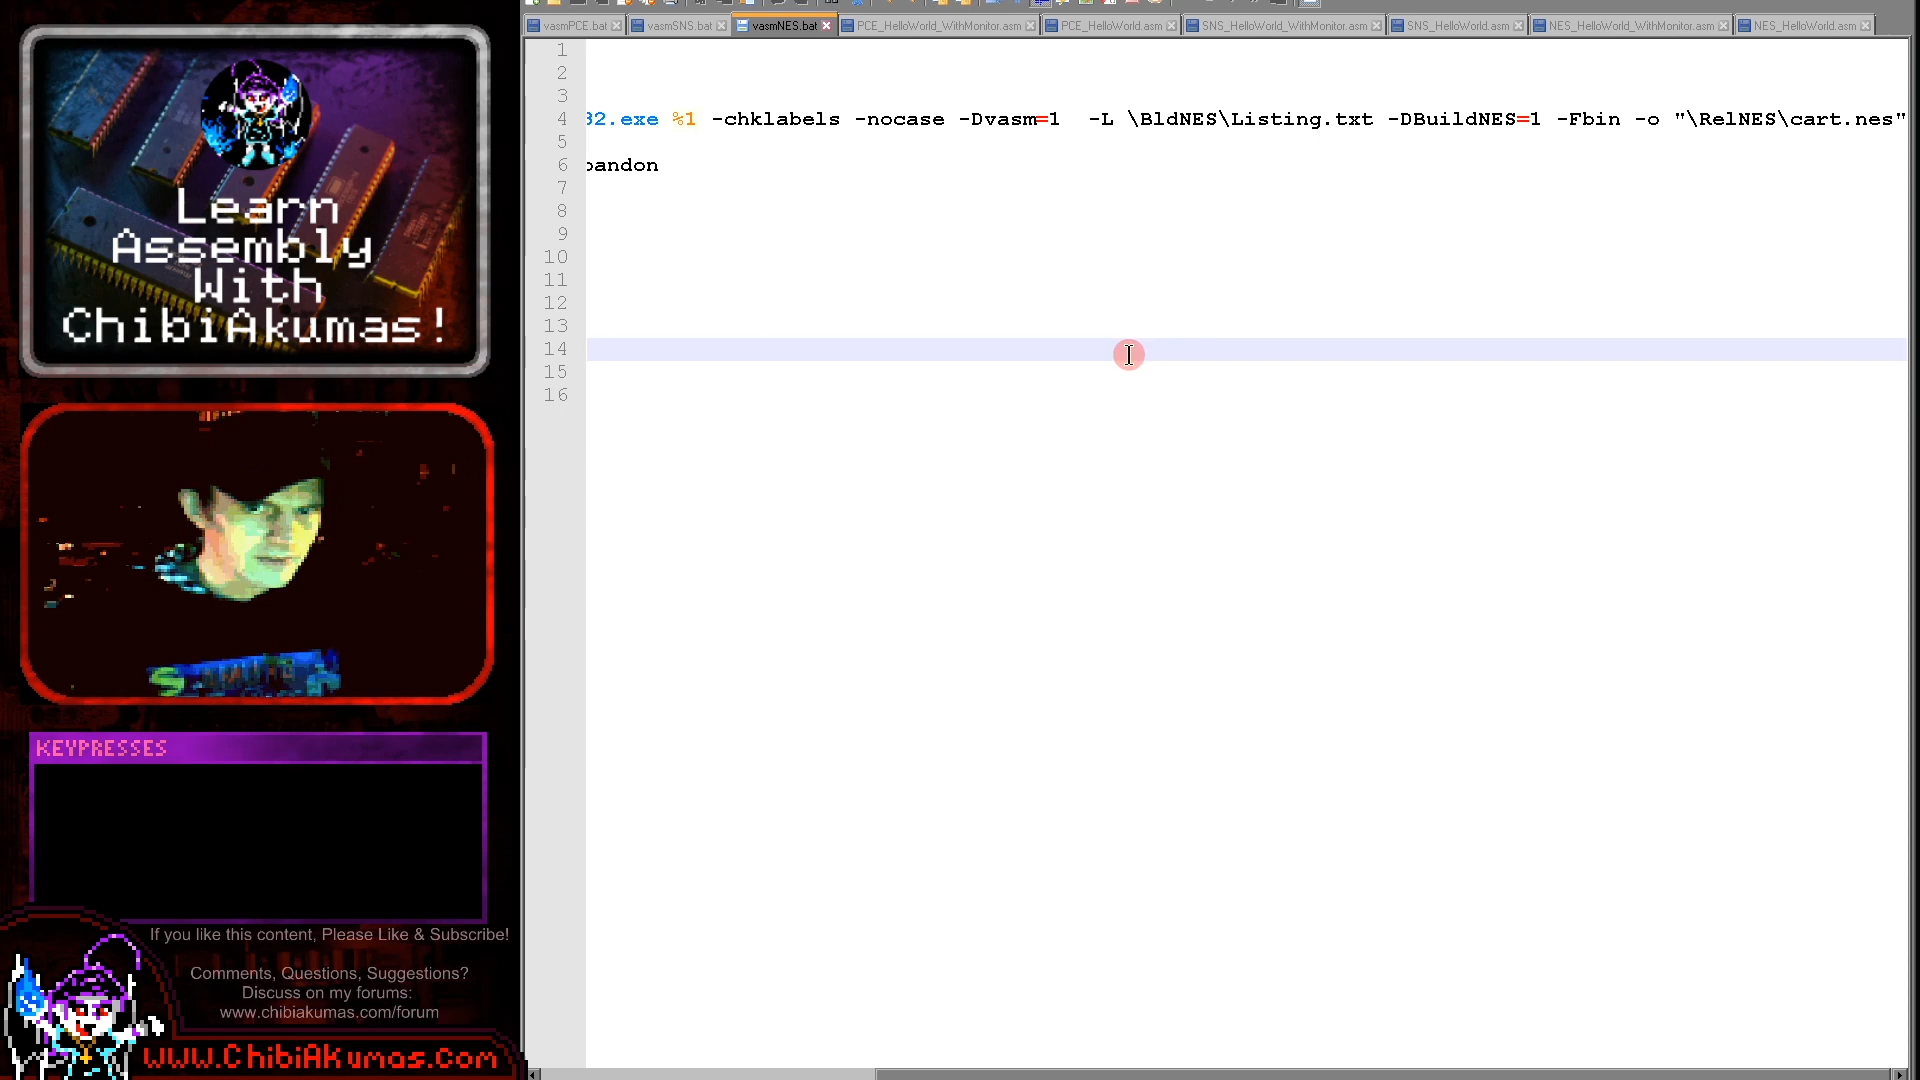 Learn
Assembly
With
ChibiAkumas!
KEYPRESSES
If you like this content, Please Like & Subscribe!
Comments, Questions, Suggestions?
Discuss on my forums:
www.chibiakumas.com/forum
www.ChibiAkumas.com
vasmPCE.bat
vasmSNS.bat
vasmNES.bat
PCE_HelloWorld_WithMonitor.asm
PCE_HelloWorld.asm
SNS_HelloWorld_WithMonitor.asm
SNS_HelloWorld.asm
NES_HelloWorld_WithMonitor.asm
NES_HelloWorld.asm
1
2
3
4 32.exe %1 -chklabels -nocase -Dvasm=1  -L \BldNES\Listing.txt -DBuildNES=1 -Fbin -o "\RelNES\cart.nes"
5
6 bandon
7
8
9
10
11
12
13
14
15
16